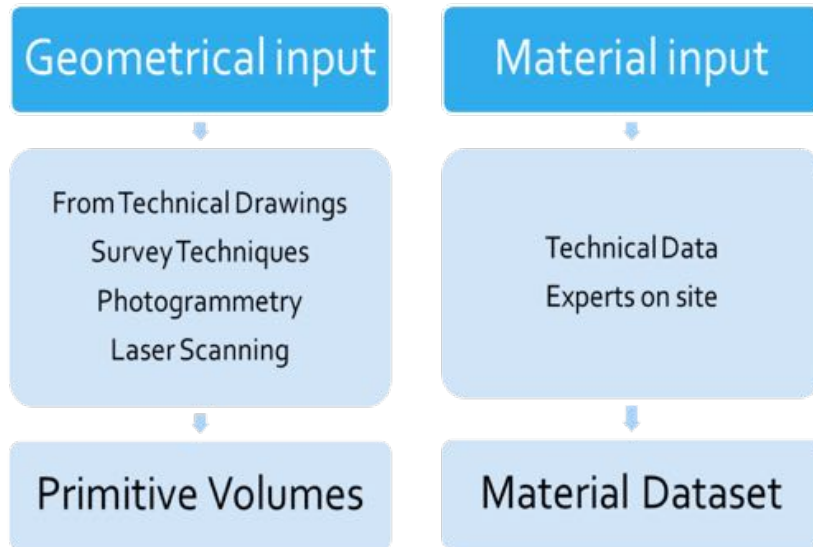 Geometrical input
From Technical Drawings
Survey Techniques
Photogrammetry
Laser Scanning
Primitive Volumes
Material input
Technical Data
Experts on site
Material Dataset